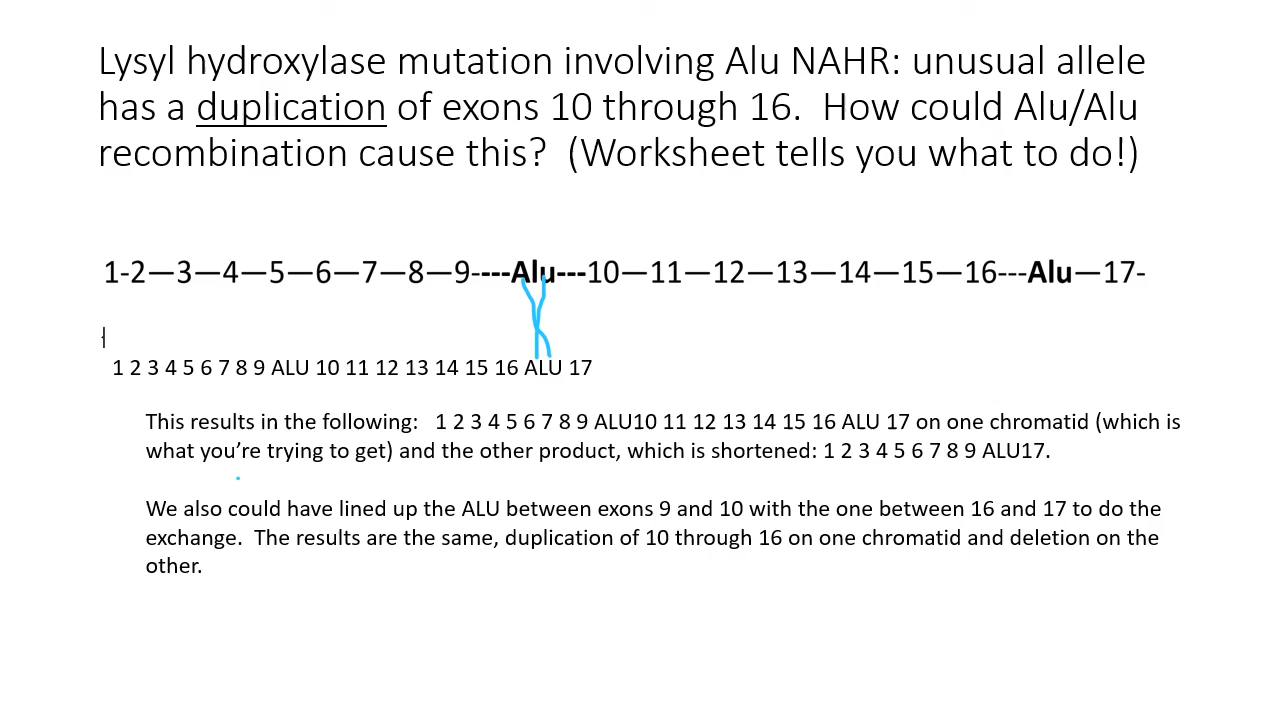 Lysyl hydroxylase mutation involving Alu NAHR: unusual allele
has a duplication of exons 10 through 16.  How could Alu/Alu
recombination cause this?  (Worksheet tells you what to do!)
1-2—3—4—5—6—7—8—9----Alu---10—11—12—13—14—15—16---Alu—17-
1 2 3 4 5 6 7 8 9 ALU 10 11 12 13 14 15 16 ALU 17
This results in the following:   1 2 3 4 5 6 7 8 9 ALU10 11 12 13 14 15 16 ALU 17 on one chromatid (which is
what you’re trying to get) and the other product, which is shortened: 1 2 3 4 5 6 7 8 9 ALU17.
We also could have lined up the ALU between exons 9 and 10 with the one between 16 and 17 to do the
exchange.  The results are the same, duplication of 10 through 16 on one chromatid and deletion on the
other.